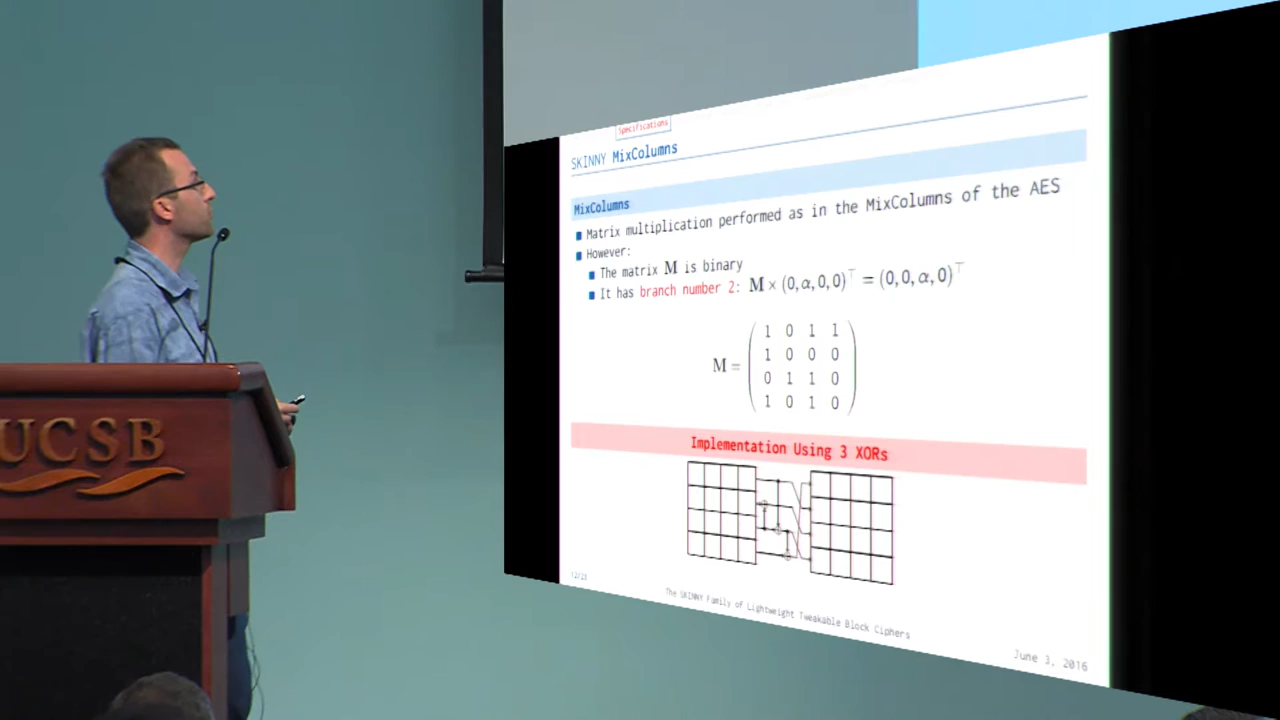 Specifications
SKINNY MixColumns
MixColumns
Matrix multiplication performed as in the MixColumns of the AES
However:
The matrix M is binary
It has branch number 2: M × (0, α, 0, 0)⊤ = (0, 0, α, 0)⊤
M = ( 1 0 1 1
1 0 0 0
0 1 1 0
1 0 1 0 )
Implementation Using 3 XORs
The SKINNY Family of Lightweight Tweakable Block Ciphers
June 3, 2016
UCSB